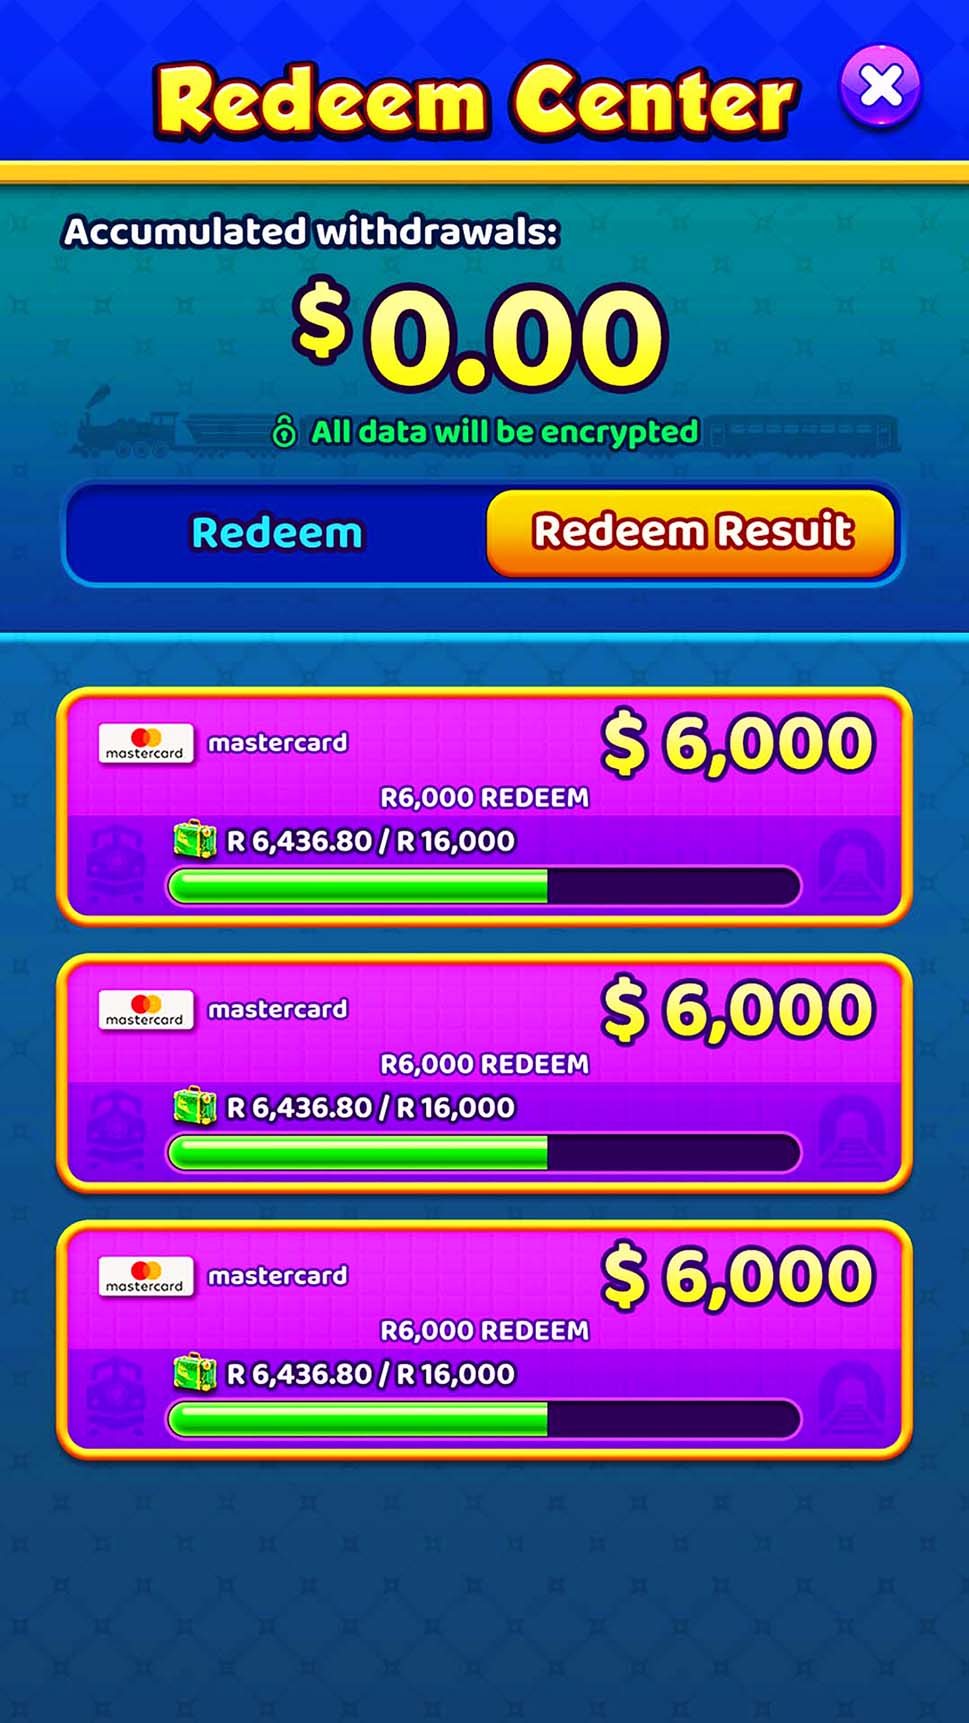 Redeem Center
Accumulated withdrawals:
$0.00
All data will be encrypted
Redeem
Redeem Resuit
mastercard
mastercard
$ 6,000
R6,000 REDEEM
R 6,436.80 / R 16,000
mastercard
mastercard
$ 6,000
R6,000 REDEEM
R 6,436.80 / R 16,000
mastercard
mastercard
$ 6,000
R6,000 REDEEM
R 6,436.80 / R 16,000